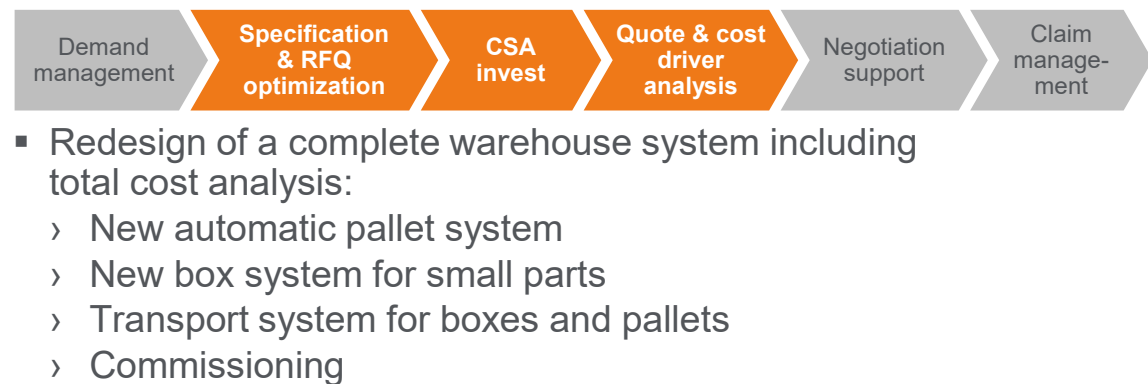 Demand
management
Specification
& RFQ
optimization
CSA
invest
Quote & cost
driver
analysis
Negotiation
support
Claim
manage-
ment
▪ Redesign of a complete warehouse system including
total cost analysis:
› New automatic pallet system
› New box system for small parts
› Transport system for boxes and pallets
› Commissioning